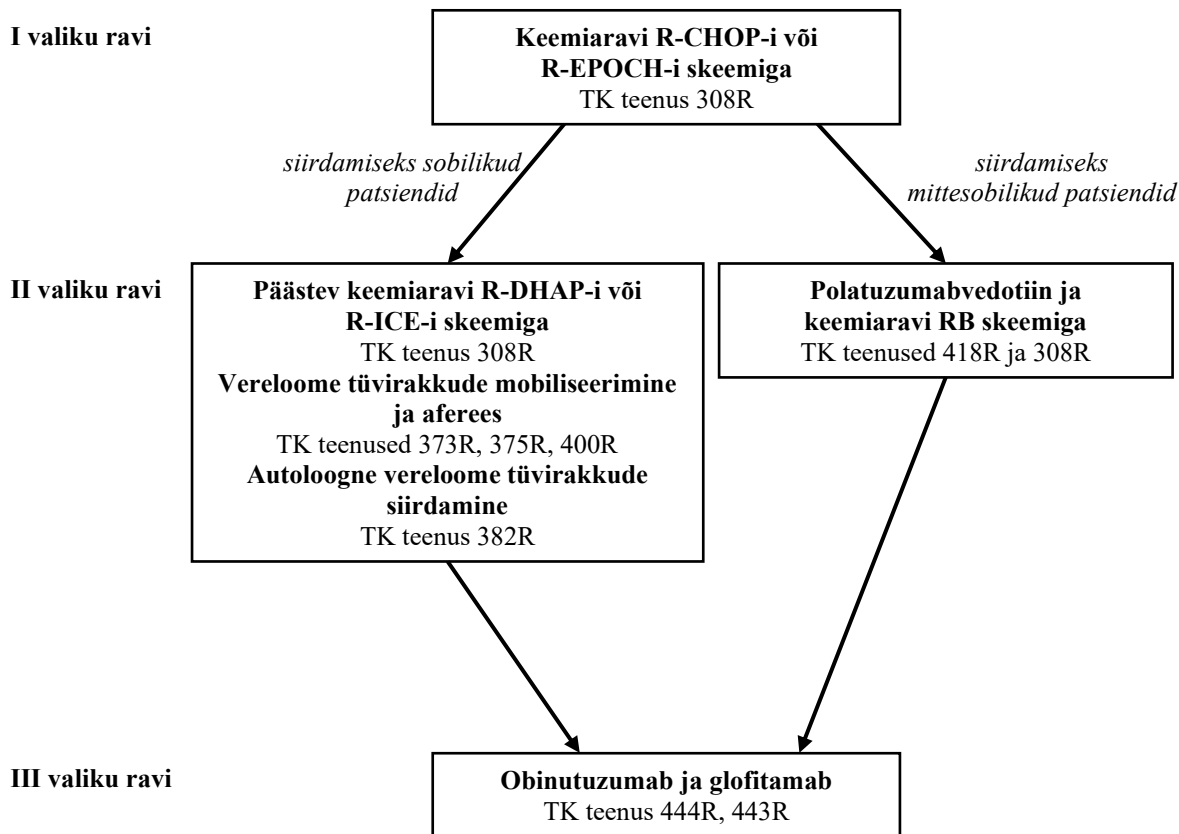 I valiku ravi
Keemiaravi R-CHOP-i või
R-EPOCH-i skeemiga
TK teenus 308R
siirdamiseks sobilikud
patsiendid
siirdamiseks
mittesobilikud patsiendid
II valiku ravi
Päästev keemiaravi R-DHAP-i või
R-ICE-i skeemiga
TK teenus 308R
Vereloome tüvirakkude mobiliseerimine
ja aferees
TK teenused 373R, 375R, 400R
Autoloogne vereloome tüvirakkude
siirdamine
TK teenus 382R
Polatuzumabvedotiin ja
keemiaravi RB skeemiga
TK teenused 418R ja 308R
III valiku ravi
Obinutuzumab ja glofitamab
TK teenus 444R, 443R